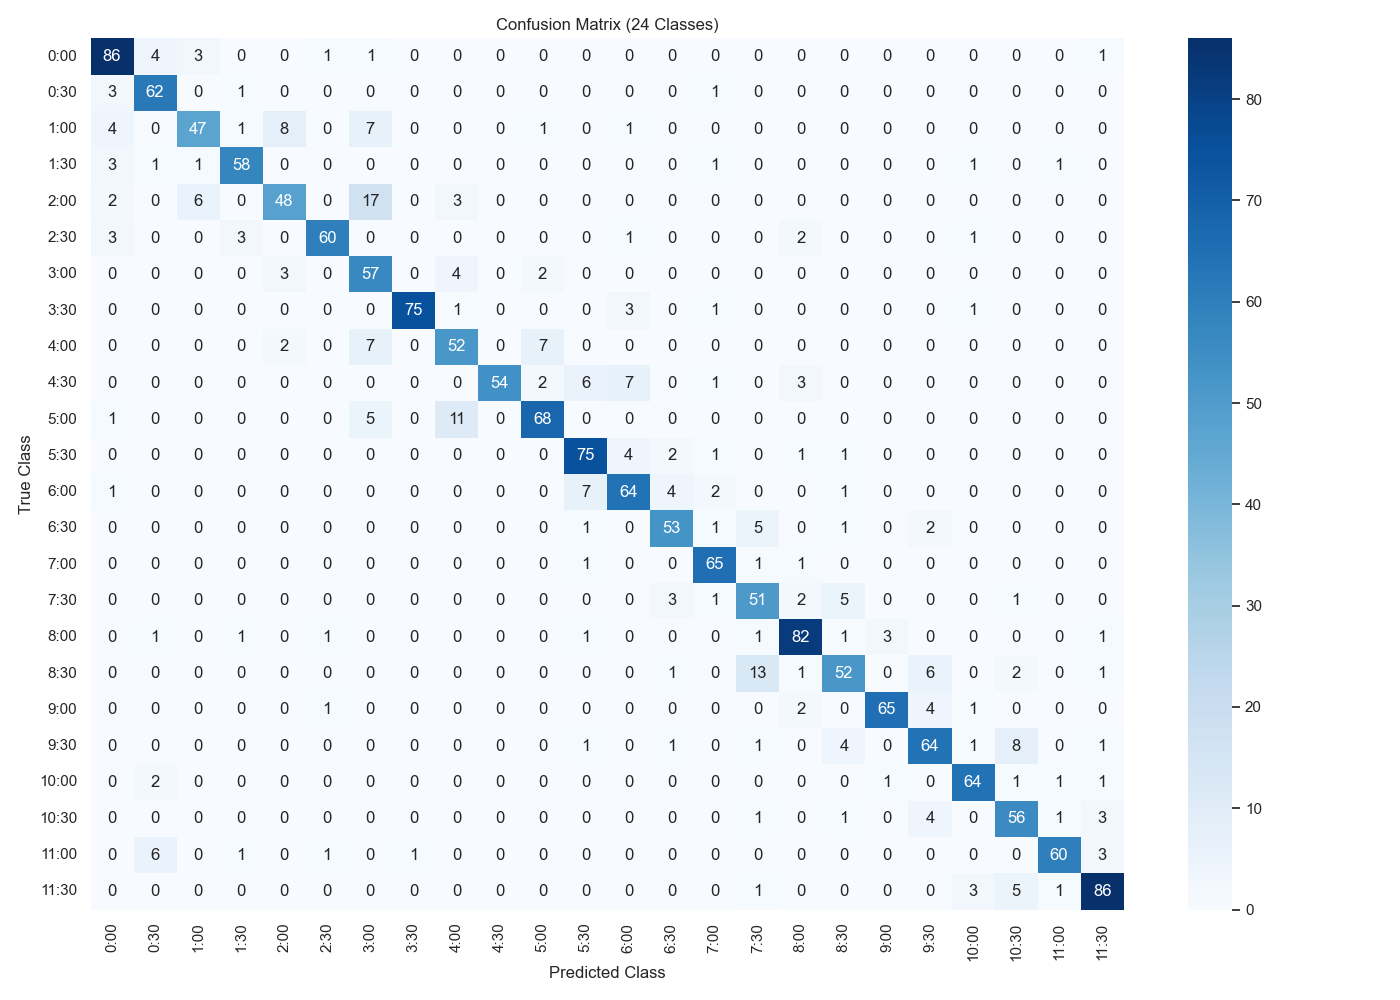 Confusion Matrix (24 Classes)
0:00 86 4 3 0 0 1 1 0 0 0 0 0 0 0 0 0 0 0 0 0 0 0 0 1
0:30 3 62 0 1 0 0 0 0 0 0 0 0 0 0 1 0 0 0 0 0 0 0 0 0
1:00 4 0 47 1 8 0 7 0 0 0 1 0 1 0 0 0 0 0 0 0 0 0 0 0
1:30 3 1 1 58 0 0 0 0 0 0 0 0 0 0 1 0 0 0 0 0 1 0 1 0
2:00 2 0 6 0 48 0 17 0 3 0 0 0 0 0 0 0 0 0 0 0 0 0 0 0
2:30 3 0 0 3 0 60 0 0 0 0 0 0 1 0 0 0 2 0 0 0 1 0 0 0
3:00 0 0 0 0 3 0 57 0 4 0 2 0 0 0 0 0 0 0 0 0 0 0 0 0
3:30 0 0 0 0 0 0 0 75 1 0 0 0 3 0 1 0 0 0 0 0 1 0 0 0
4:00 0 0 0 0 2 0 7 0 52 0 7 0 0 0 0 0 0 0 0 0 0 0 0 0
4:30 0 0 0 0 0 0 0 0 0 54 2 6 7 0 1 0 3 0 0 0 0 0 0 0
5:00 1 0 0 0 0 0 5 0 11 0 68 0 0 0 0 0 0 0 0 0 0 0 0 0
5:30 0 0 0 0 0 0 0 0 0 0 0 75 4 2 1 0 1 1 0 0 0 0 0 0
6:00 1 0 0 0 0 0 0 0 0 0 0 7 64 4 2 0 0 1 0 0 0 0 0 0
6:30 0 0 0 0 0 0 0 0 0 0 0 1 0 53 1 5 0 1 0 2 0 0 0 0
7:00 0 0 0 0 0 0 0 0 0 0 0 1 0 0 65 1 1 0 0 0 0 0 0 0
7:30 0 0 0 0 0 0 0 0 0 0 0 0 0 3 1 51 2 5 0 0 0 1 0 0
8:00 0 1 0 1 0 1 0 0 0 0 0 1 0 0 0 1 82 1 3 0 0 0 0 1
8:30 0 0 0 0 0 0 0 0 0 0 0 0 0 1 0 13 1 52 0 6 0 2 0 1
9:00 0 0 0 0 0 1 0 0 0 0 0 0 0 0 0 0 2 0 65 4 1 0 0 0
9:30 0 0 0 0 0 0 0 0 0 0 0 1 0 1 0 1 0 4 0 64 1 8 0 1
10:00 0 2 0 0 0 0 0 0 0 0 0 0 0 0 0 0 0 0 1 0 64 1 1 1
10:30 0 0 0 0 0 0 0 0 0 0 0 0 0 0 0 1 0 1 0 4 0 56 1 3
11:00 0 6 0 1 0 1 0 1 0 0 0 0 0 0 0 0 0 0 0 0 0 0 60 3
11:30 0 0 0 0 0 0 0 0 0 0 0 0 0 0 0 1 0 0 0 0 3 5 1 86
0:00 0:30 1:00 1:30 2:00 2:30 3:00 3:30 4:00 4:30 5:00 5:30 6:00 6:30 7:00 7:30 8:00 8:30 9:00 9:30 10:00 10:30 11:00 11:30
Predicted Class
True Class
80
70
60
50
40
30
20
10
0